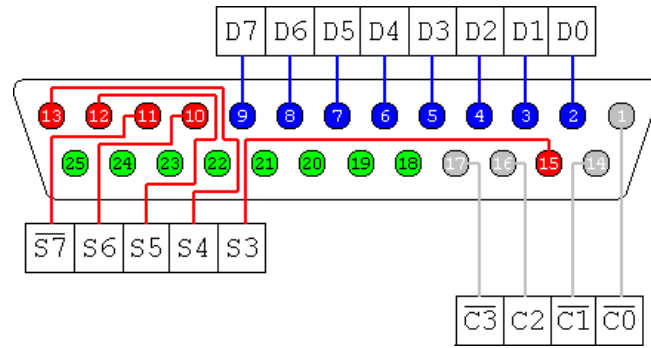 D7 D6 D5 D4 D3 D2 D1 D0
13 12 11 10 9 8 7 6 5 4 3 2 1
25 24 23 22 21 20 19 18 17 16 15 14
S̅7̅ S6 S5 S4 S3
C̅3̅ C2 C̅1̅ C̅0̅